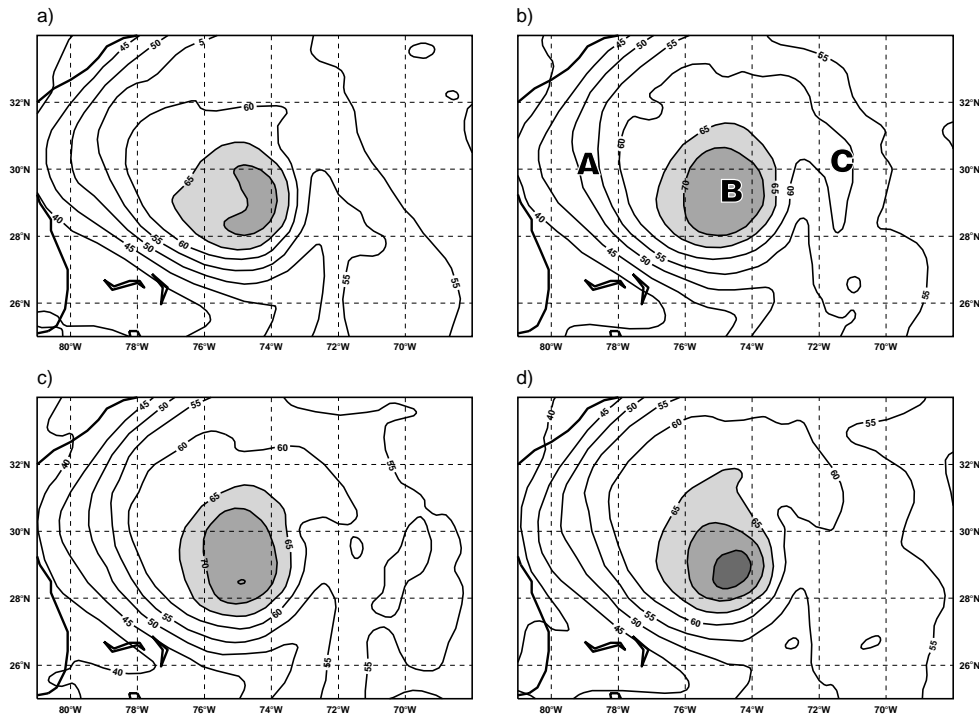 a) b)
45 50 5 45 50 55 65
32°N 60 32°N
65 60 65
30°N A C 30°N
70 B 65 60
40 55 60 40
28°N 45 50 28°N 45 50 55
55 55
26°N 26°N
80°W 78°W 76°W 74°W 72°W 70°W 80°W 78°W 76°W 74°W 72°W 70°W
c) d)
45 50 55 40 45 50 55 55
60 60 60
32°N 40 55 32°N 60
65 65 65
30°N 65 30°N
70
28°N 45 50 55 60 28°N 45 50 55 60
26°N 40 55 55 26°N 55
80°W 78°W 76°W 74°W 72°W 70°W 80°W 78°W 76°W 74°W 72°W 70°W